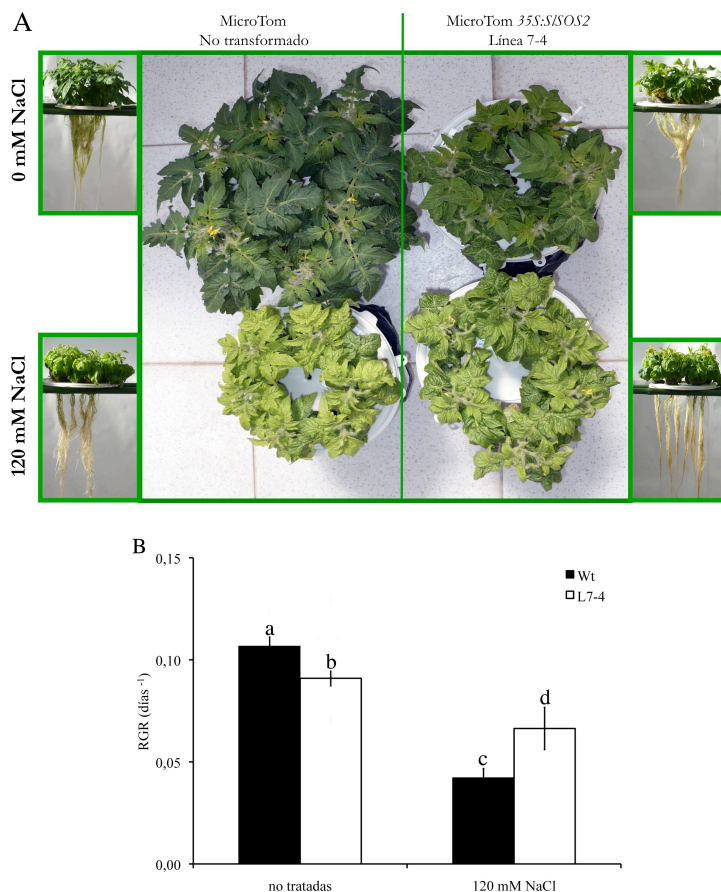 A
MicroTom
No transformado
MicroTom 35S:SlSOS2
Línea 7-4
0 mM NaCl
120 mM NaCl
B
RGR (días -1)
0,15
0,10
0,05
0,00
Wt
L7-4
a
b
c
d
no tratadas
120 mM NaCl